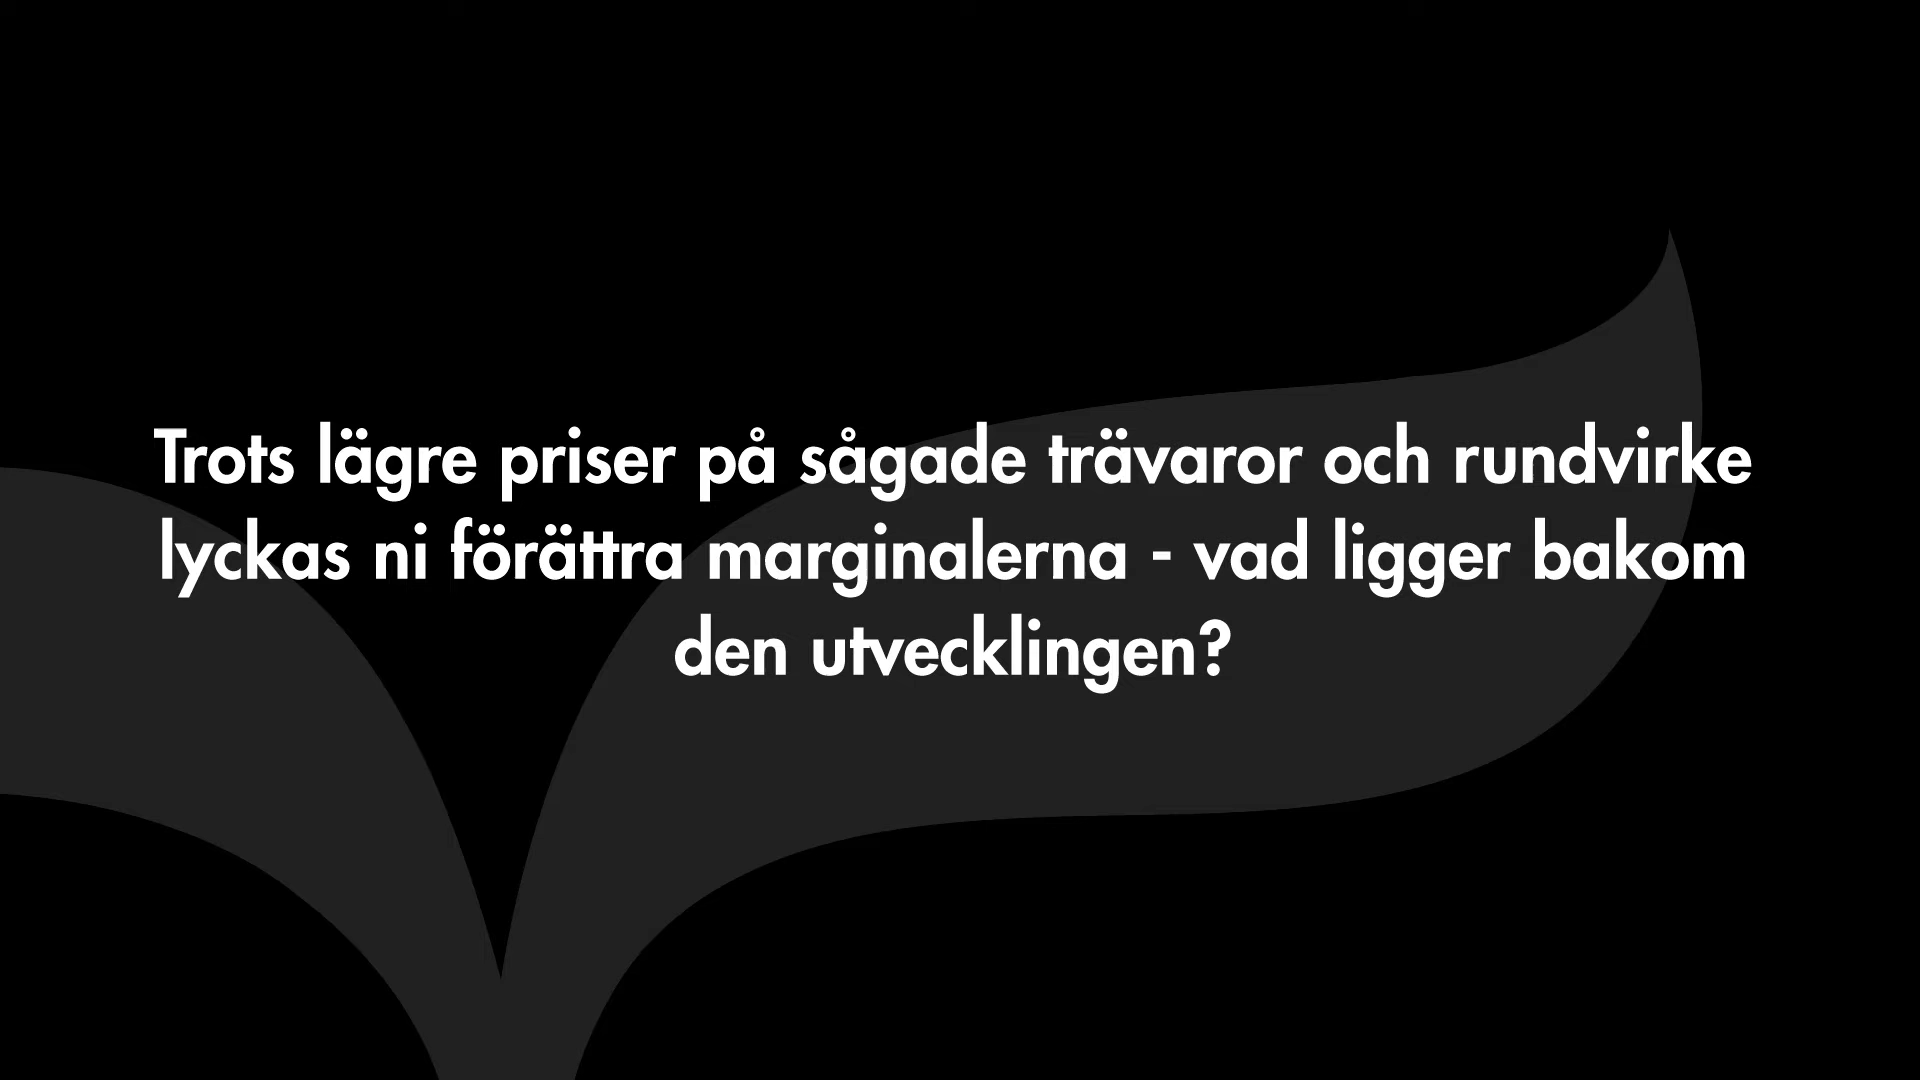 Trots lägre priser på sågade trävaror och rundvirke
lyckas ni förättra marginalerna - vad ligger bakom
den utvecklingen?